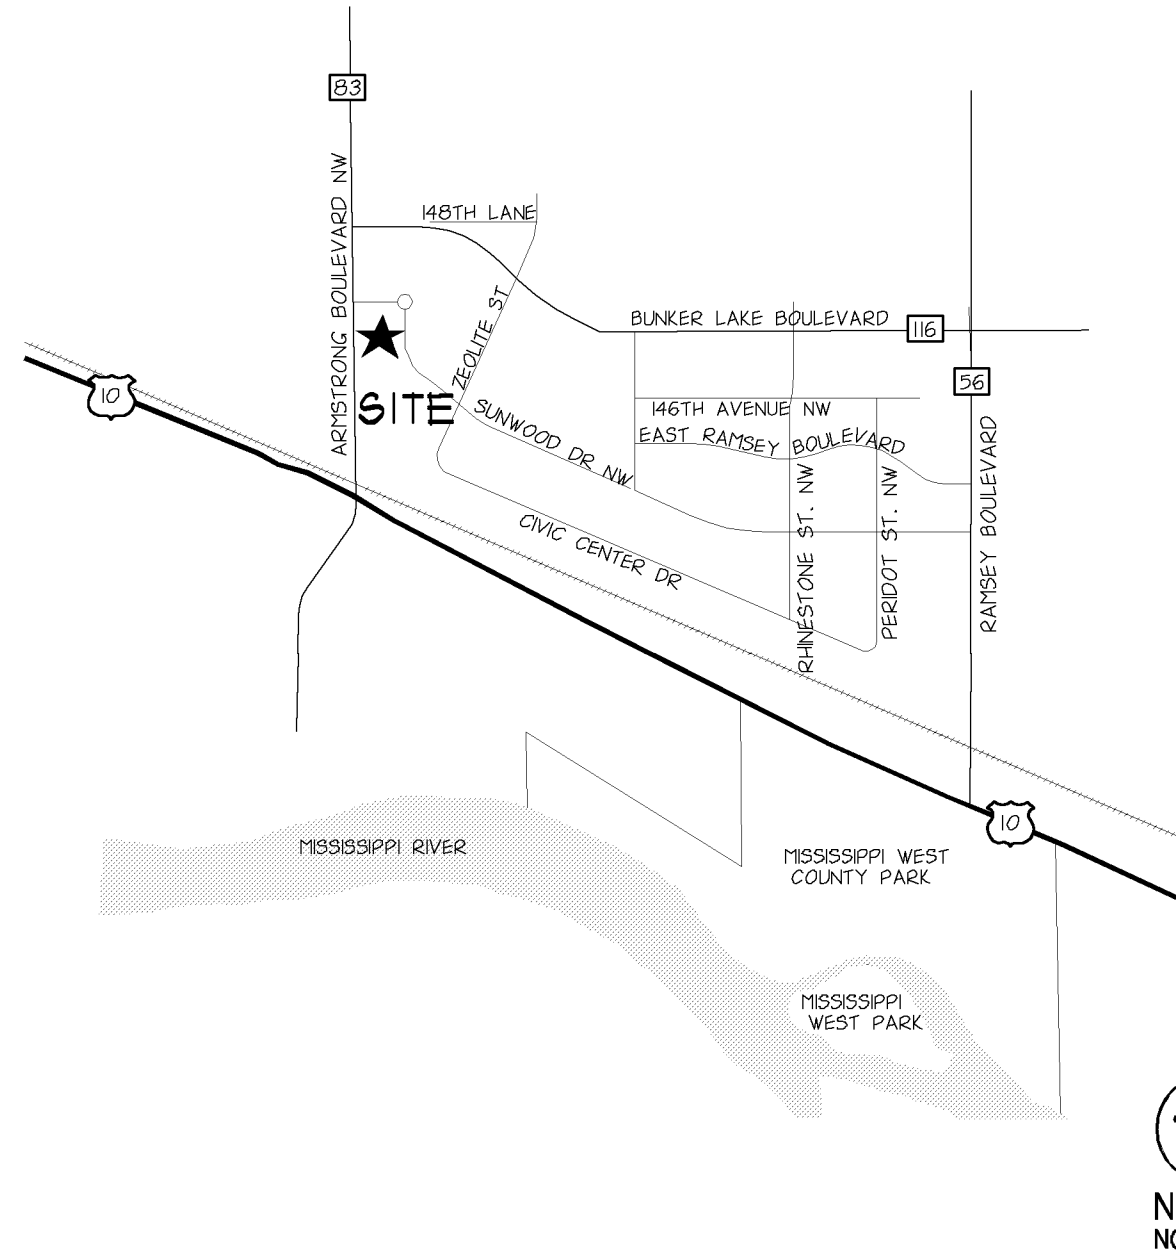 83
ARMSTRONG BOULEVARD NW
148TH LANE
ZEOLITE ST
BUNKER LAKE BOULEVARD
116
10
SITE
56
SUNWOOD DR NW
146TH AVENUE NW
EAST RAMSEY BOULEVARD
CIVIC CENTER DR
RHINESTONE ST. NW
PERIDOT ST. NW
RAMSEY BOULEVARD
10
MISSISSIPPI RIVER
MISSISSIPPI WEST
COUNTY PARK
MISSISSIPPI
WEST PARK